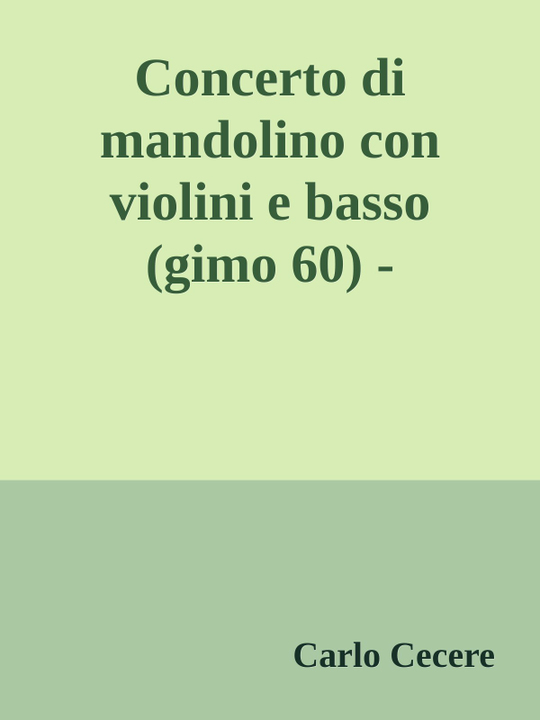 Concerto di
mandolino con
violini e basso
(gimo 60) -
Carlo Cecere